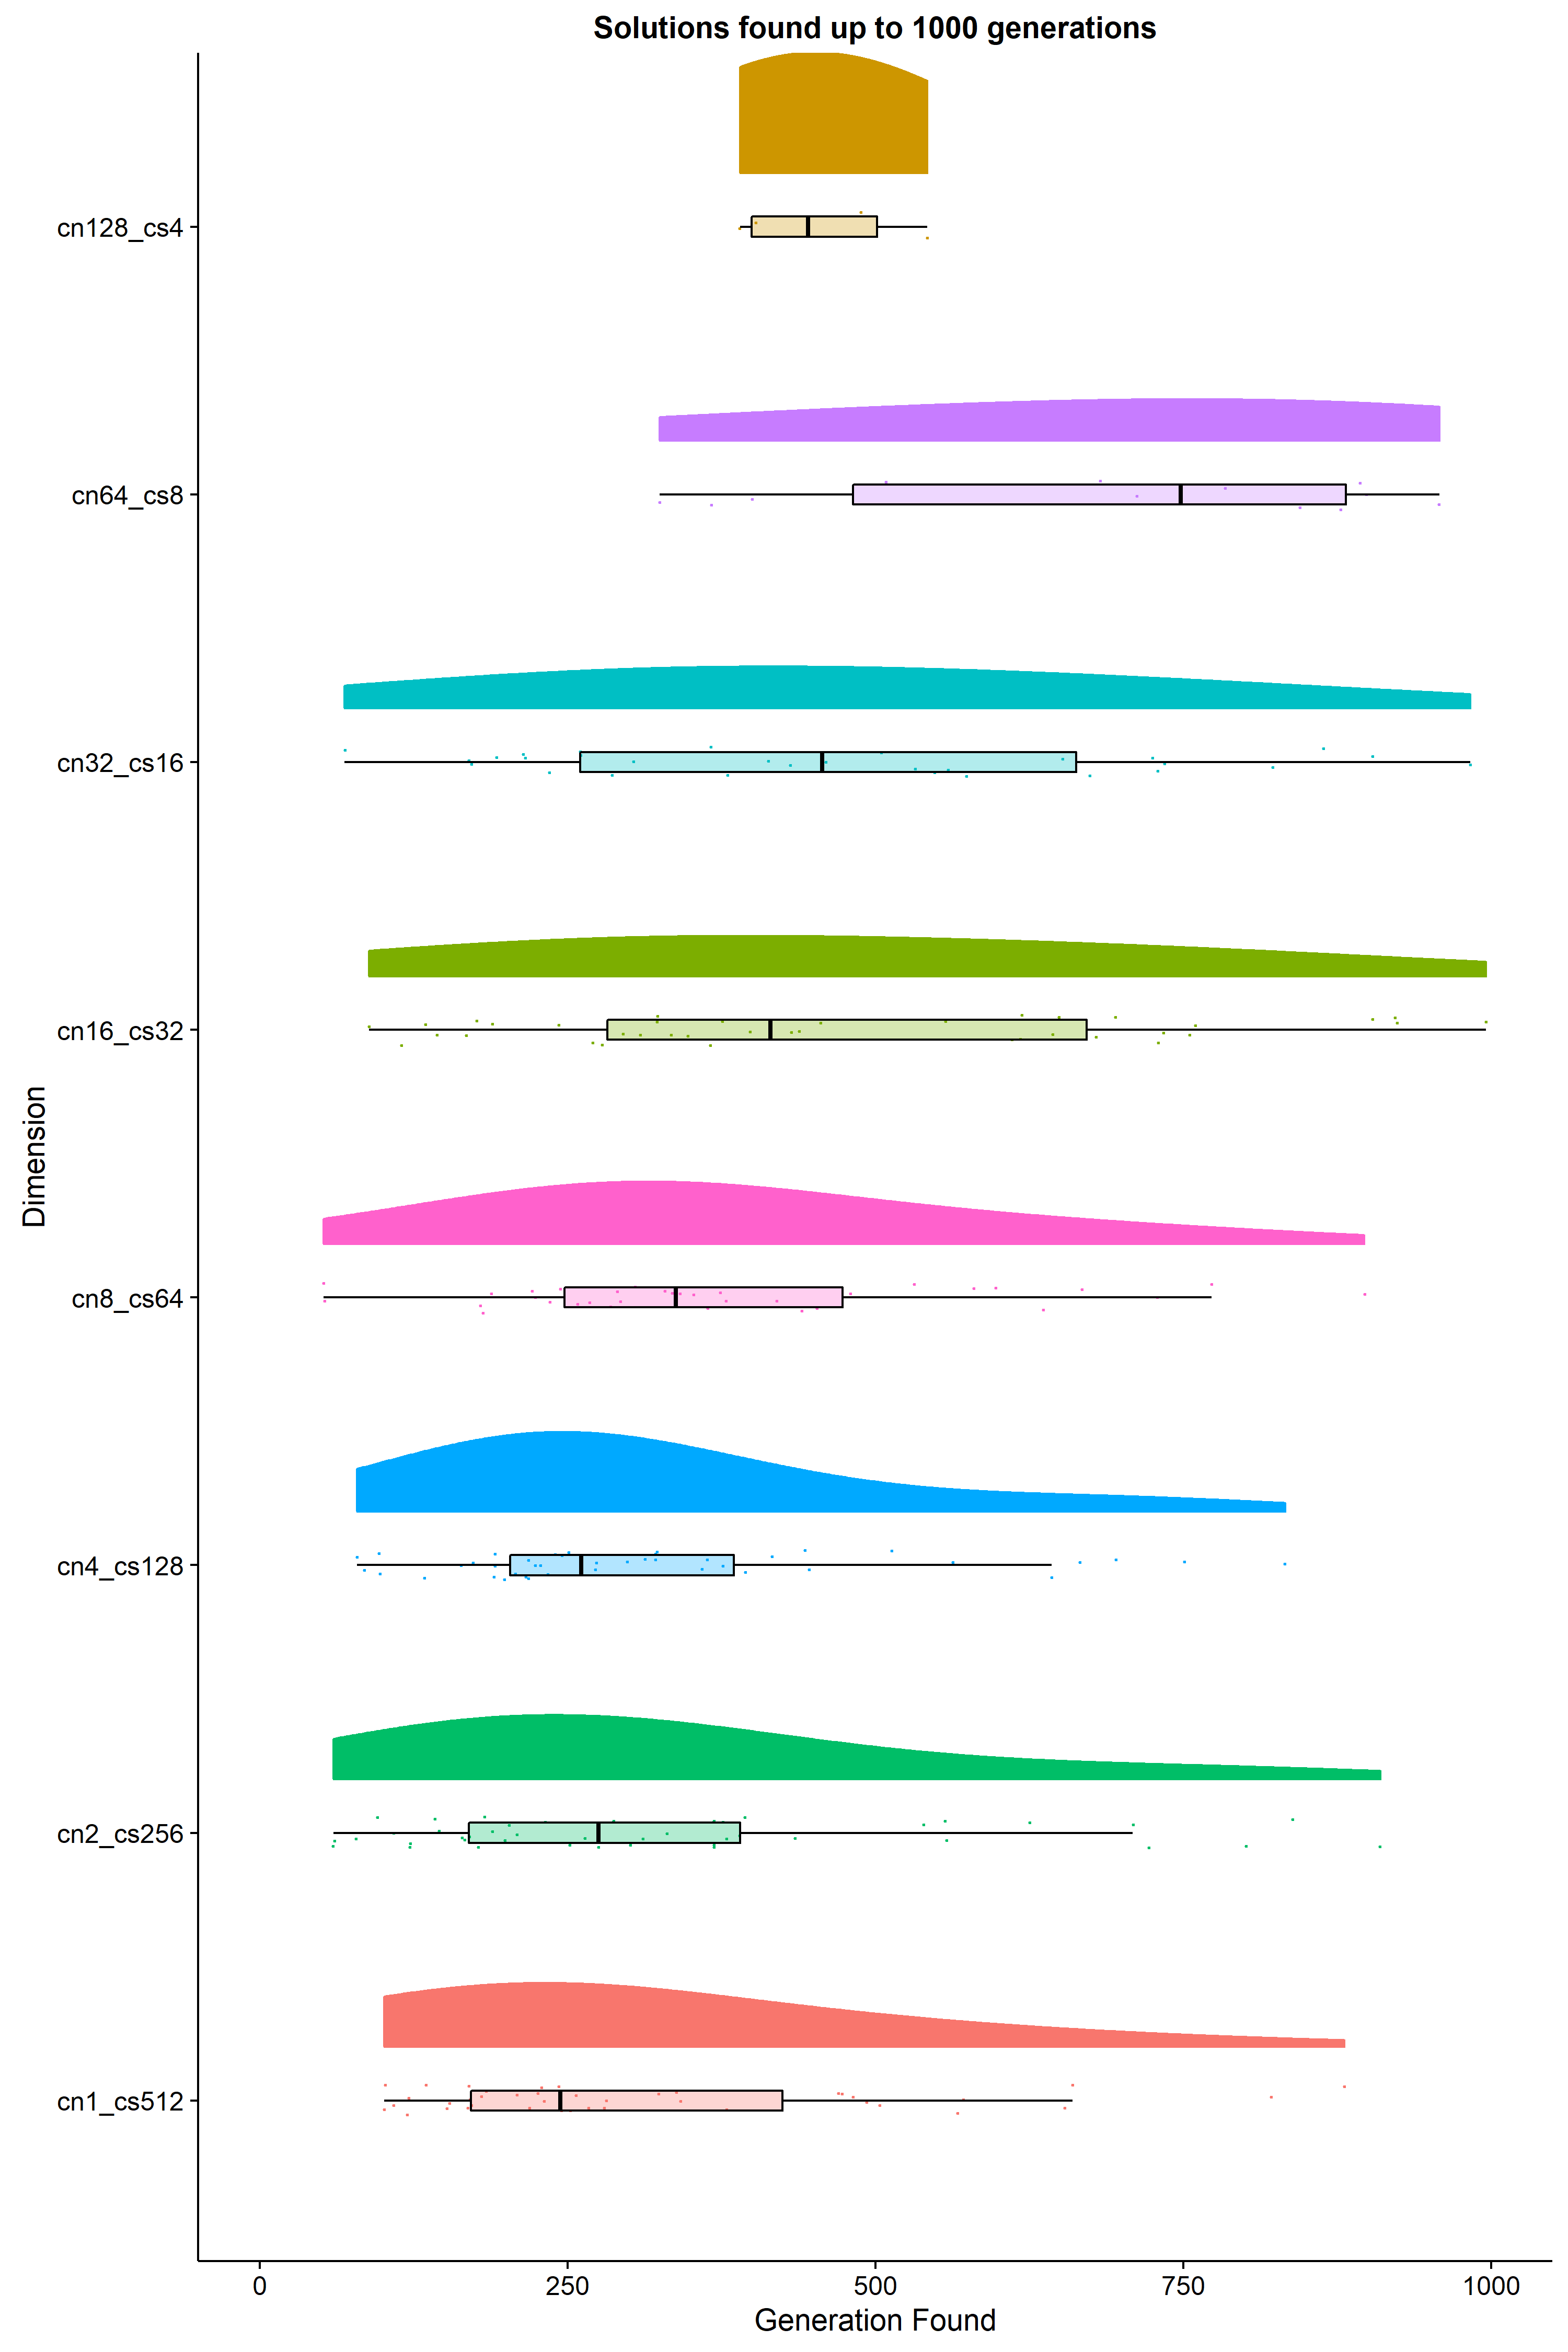 Solutions found up to 1000 generations
cn128_cs4
cn64_cs8
cn32_cs16
cn16_cs32
Dimension
cn8_cs64
cn4_cs128
cn2_cs256
cn1_cs512
0 250 500 750 1000
Generation Found